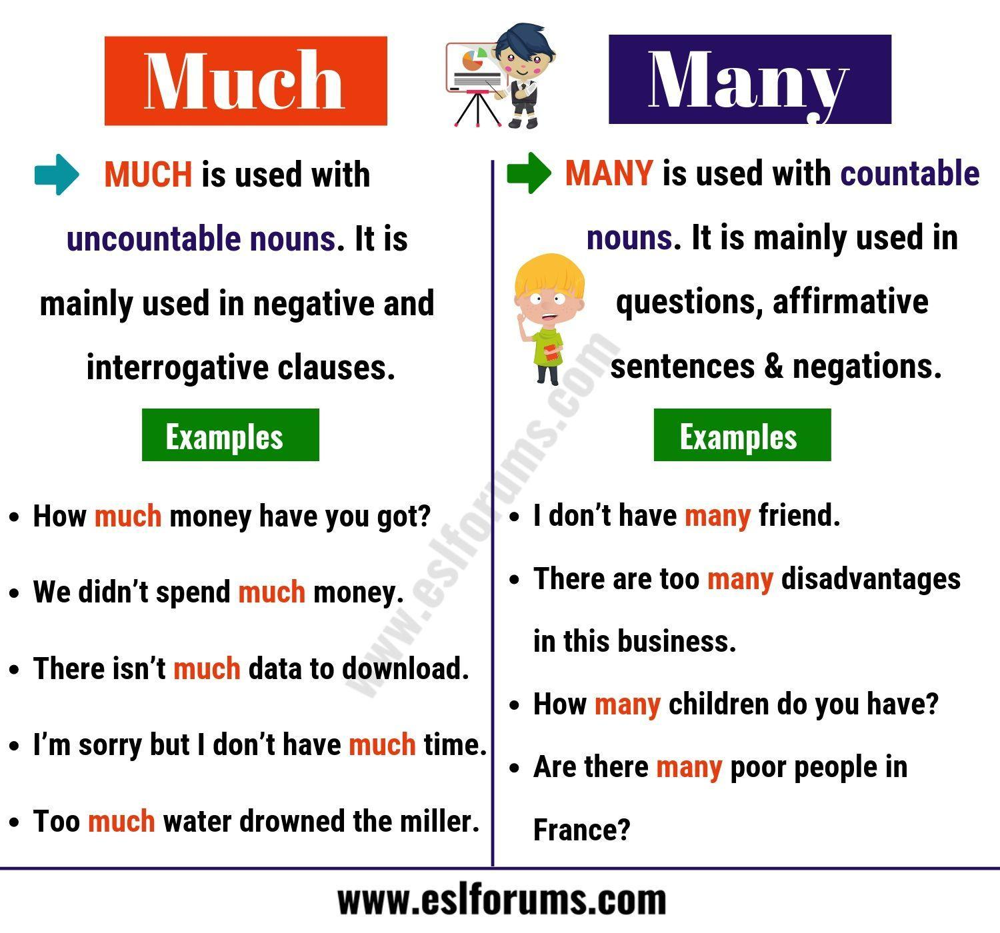 Much
MUCH is used with
uncountable nouns. It is
mainly used in negative and
interrogative clauses.
Examples
• How much money have you got?
• We didn’t spend much money.
• There isn’t much data to download.
• I’m sorry but I don’t have much time.
• Too much water drowned the miller.
Many
MANY is used with countable
nouns. It is mainly used in
questions, affirmative
sentences & negations.
Examples
• I don’t have many friend.
• There are too many disadvantages
in this business.
• How many children do you have?
• Are there many poor people in
France?
www.eslforums.com
www.eslforums.com